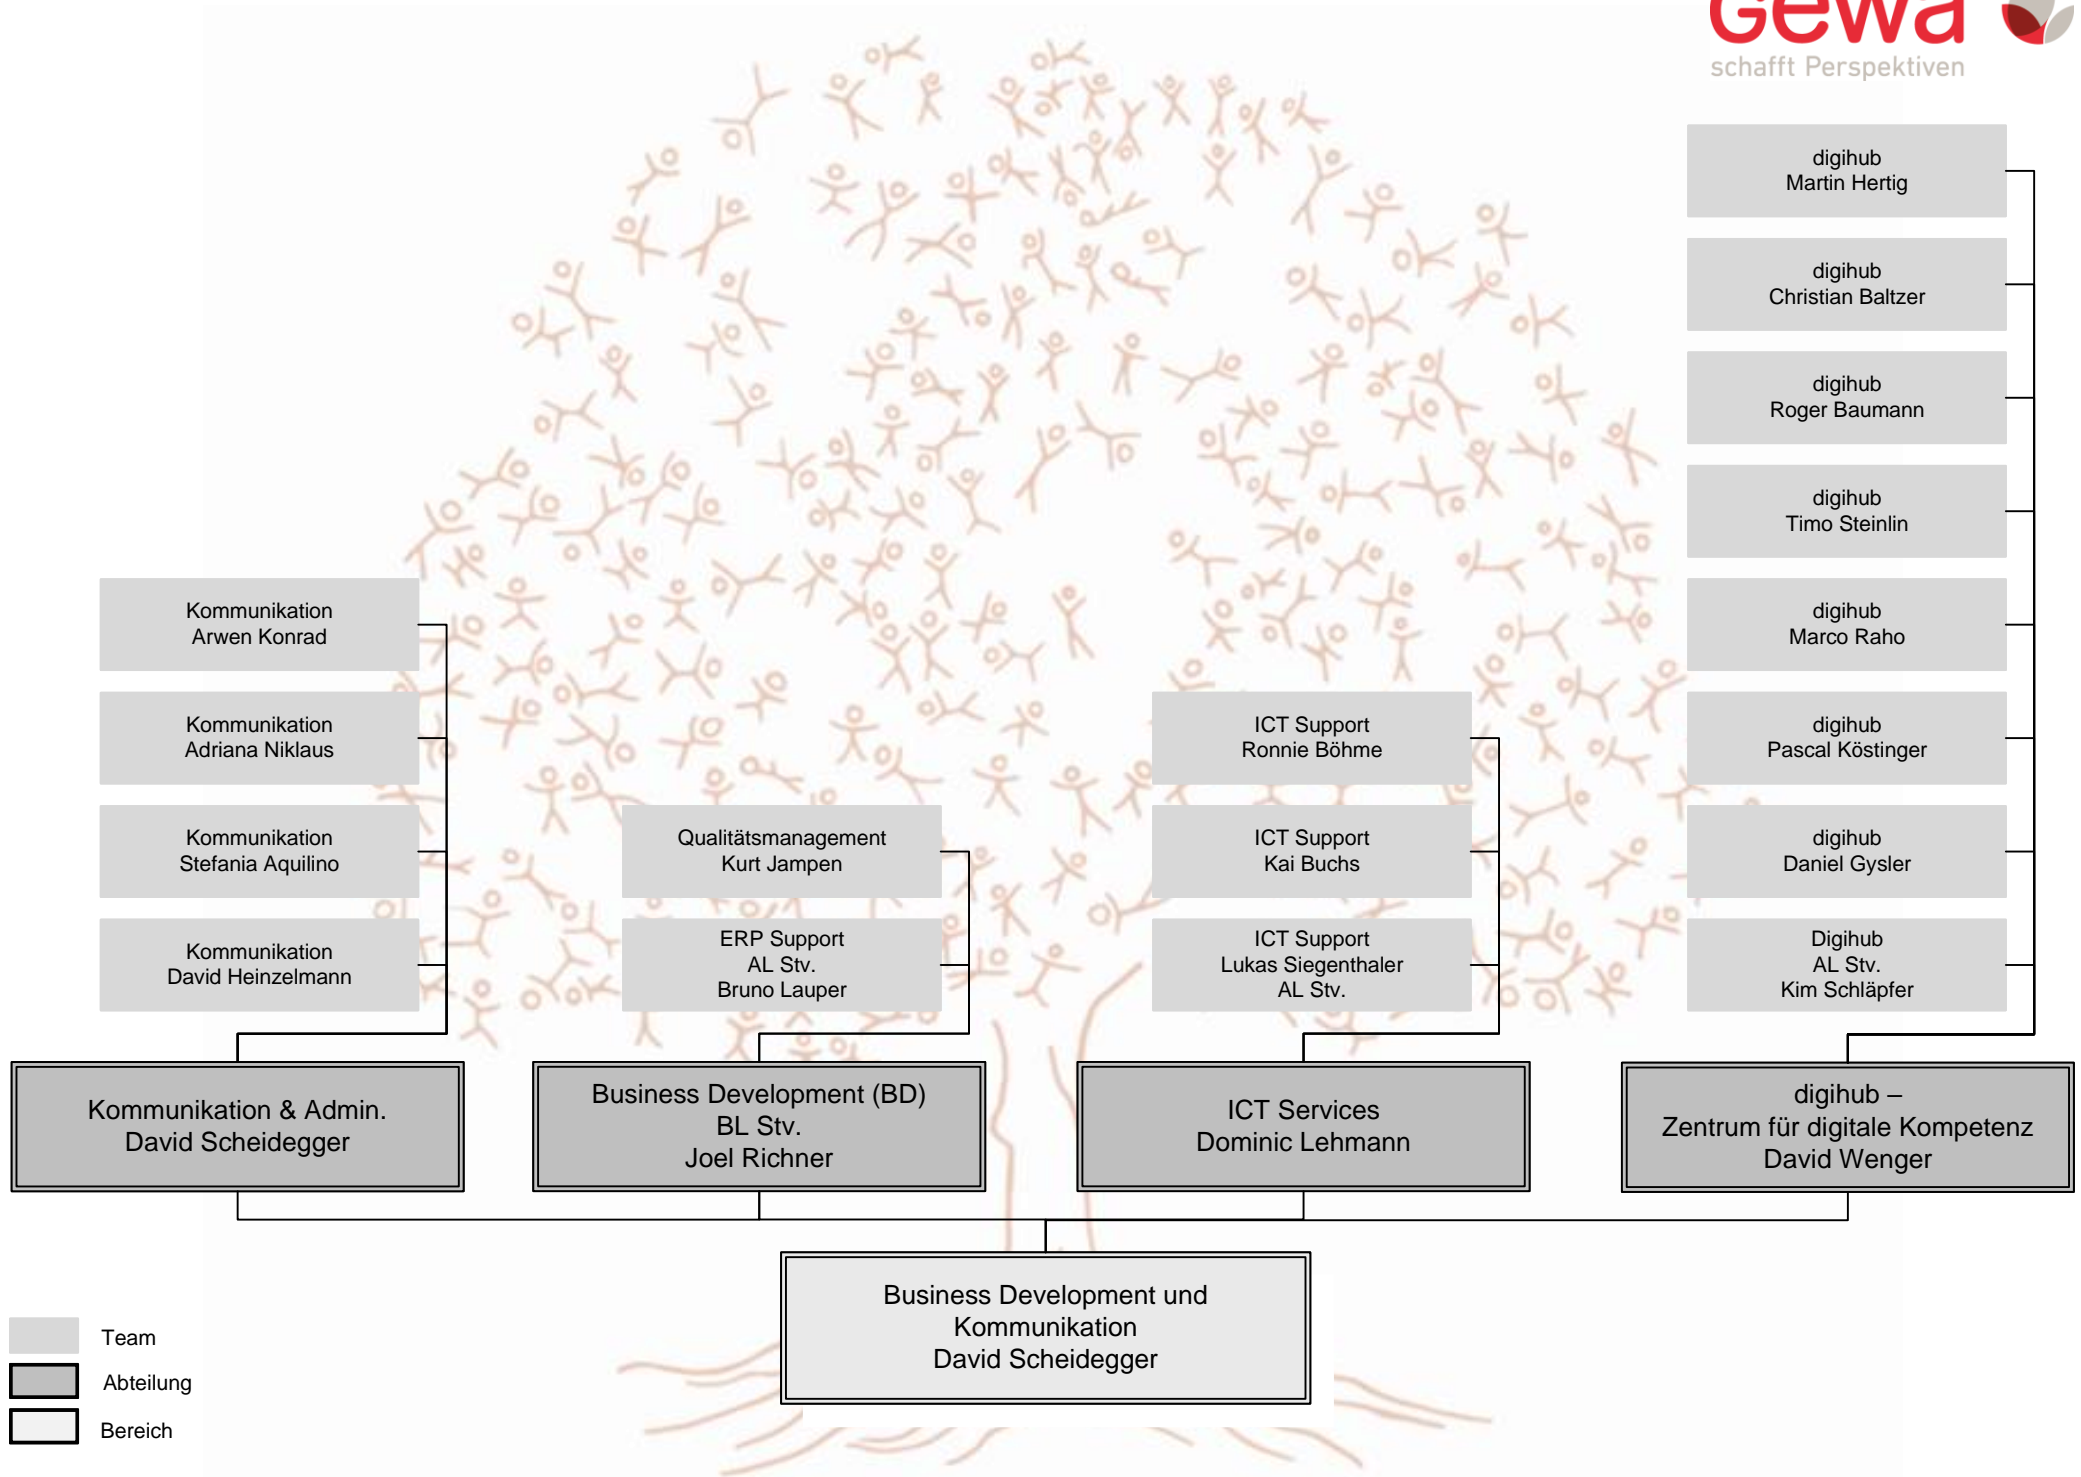 Gewa
schafft Perspektiven
digihub
Martin Hertig
digihub
Christian Baltzer
digihub
Roger Baumann
digihub
Timo Steinlin
digihub
Marco Raho
digihub
Pascal Köstinger
digihub
Daniel Gysler
Digihub
AL Stv.
Kim Schläpfer
Kommunikation
Arwen Konrad
Kommunikation
Adriana Niklaus
Kommunikation
Stefania Aquilino
Kommunikation
David Heinzelmann
Qualitätsmanagement
Kurt Jampen
ERP Support
AL Stv.
Bruno Lauper
ICT Support
Ronnie Böhme
ICT Support
Kai Buchs
ICT Support
Lukas Siegenthaler
AL Stv.
Kommunikation & Admin.
David Scheidegger
Business Development (BD)
BL Stv.
Joel Richner
ICT Services
Dominic Lehmann
digihub –
Zentrum für digitale Kompetenz
David Wenger
Business Development und
Kommunikation
David Scheidegger
Team
Abteilung
Bereich